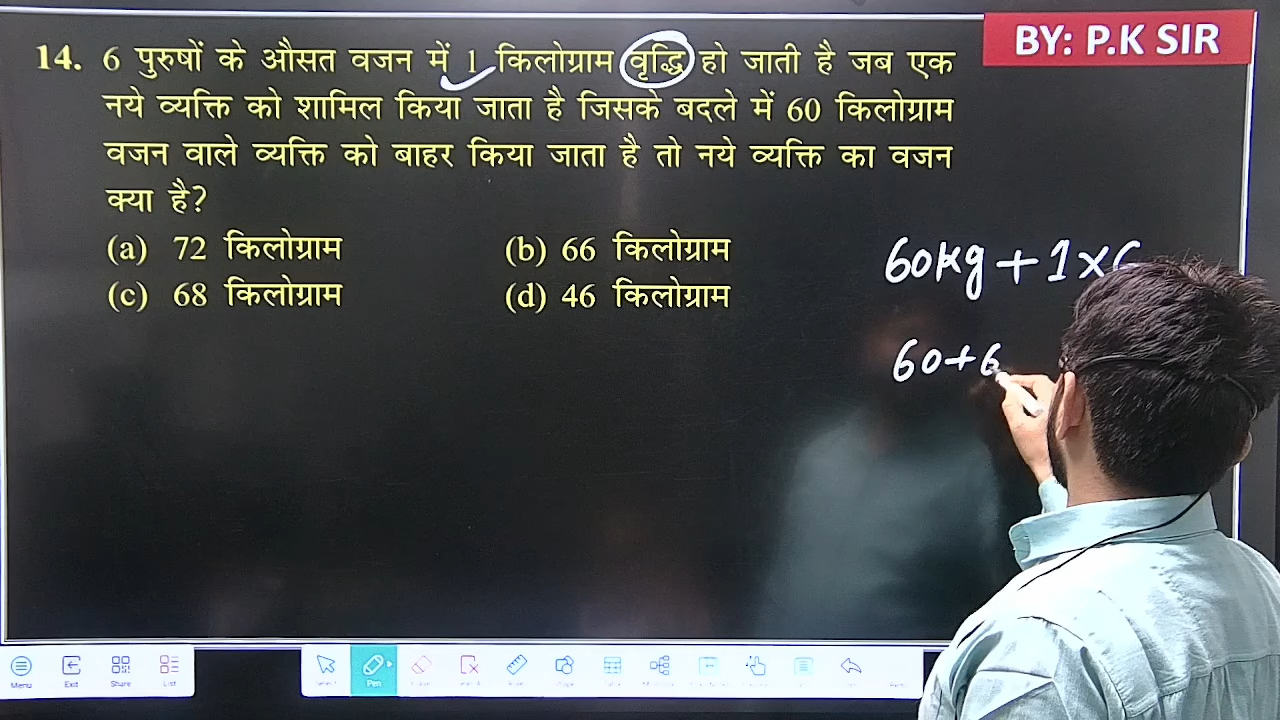 BY: P.K SIR
14. 6 पुरुषों के औसत वजन में 1 किलोग्राम वृद्धि हो जाती है जब एक
नये व्यक्ति को शामिल किया जाता है जिसके बदले में 60 किलोग्राम
वजन वाले व्यक्ति को बाहर किया जाता है तो नये व्यक्ति का वजन
क्या है?
(a) 72 किलोग्राम (b) 66 किलोग्राम
(c) 68 किलोग्राम (d) 46 किलोग्राम
60kg + 1×6
60+6
Menu Exit Share List Select Pen